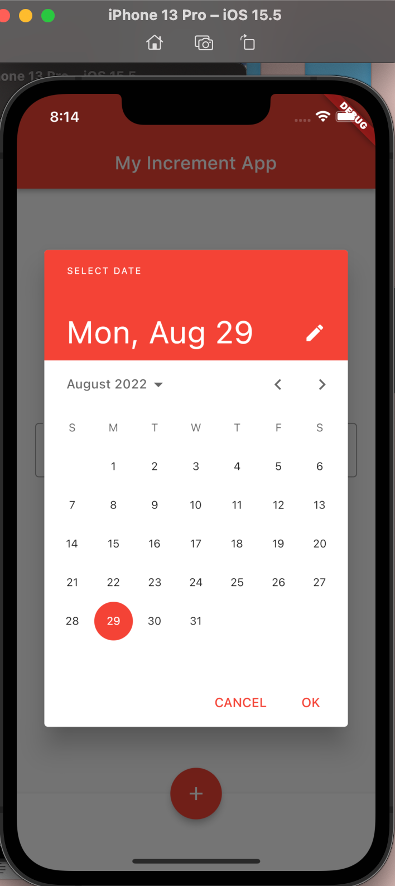 iPhone 13 Pro – iOS 15.5
one 13 Pro – iOS 15.5
8:14
DEBUG
My Increment App
SELECT DATE
Mon, Aug 29
August 2022
S M T W T F S
1 2 3 4 5 6
7 8 9 10 11 12 13
14 15 16 17 18 19 20
21 22 23 24 25 26 27
28 29 30 31
CANCEL OK
+